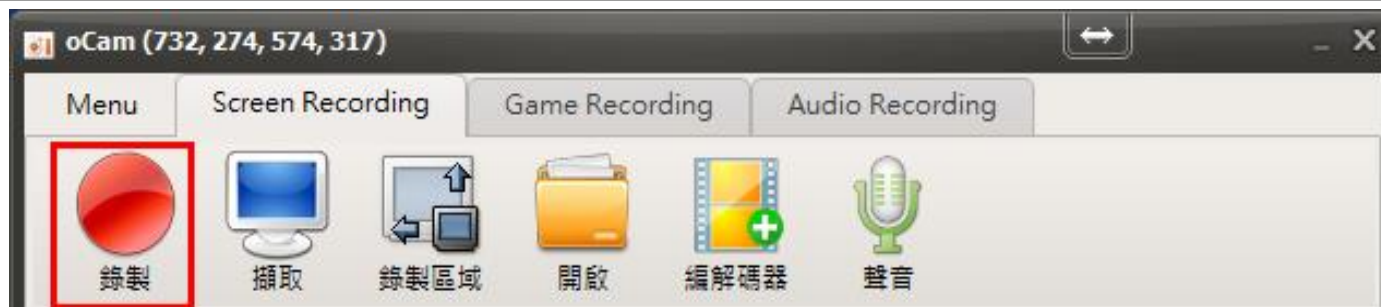 oCam (732, 274, 574, 317)
Menu Screen Recording Game Recording Audio Recording
錄製 擷取 錄製區域 開啟 編解碼器 聲音